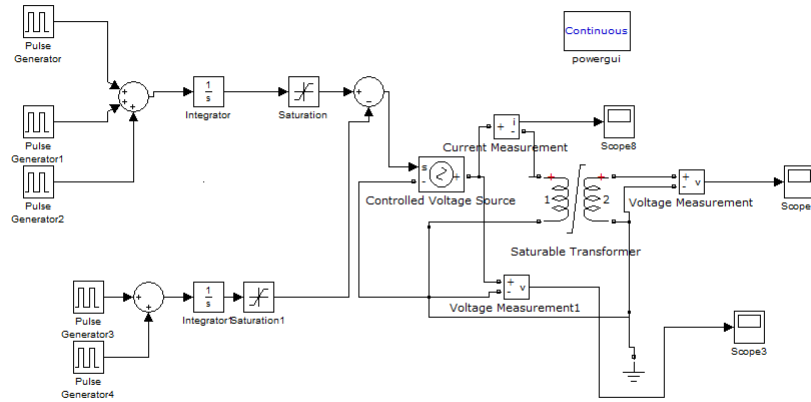 Continuous
powergui
Pulse
Generator
1
s
Integrator
Saturation
Pulse
Generator1
Pulse
Generator2
i
Current Measurement
Scope8
s
Controlled Voltage Source
1
2
Saturable Transformer
v
Voltage Measurement
Scope
v
Voltage Measurement1
Pulse
Generator3
1
s
Integrator1
Saturation1
Pulse
Generator4
Scope3